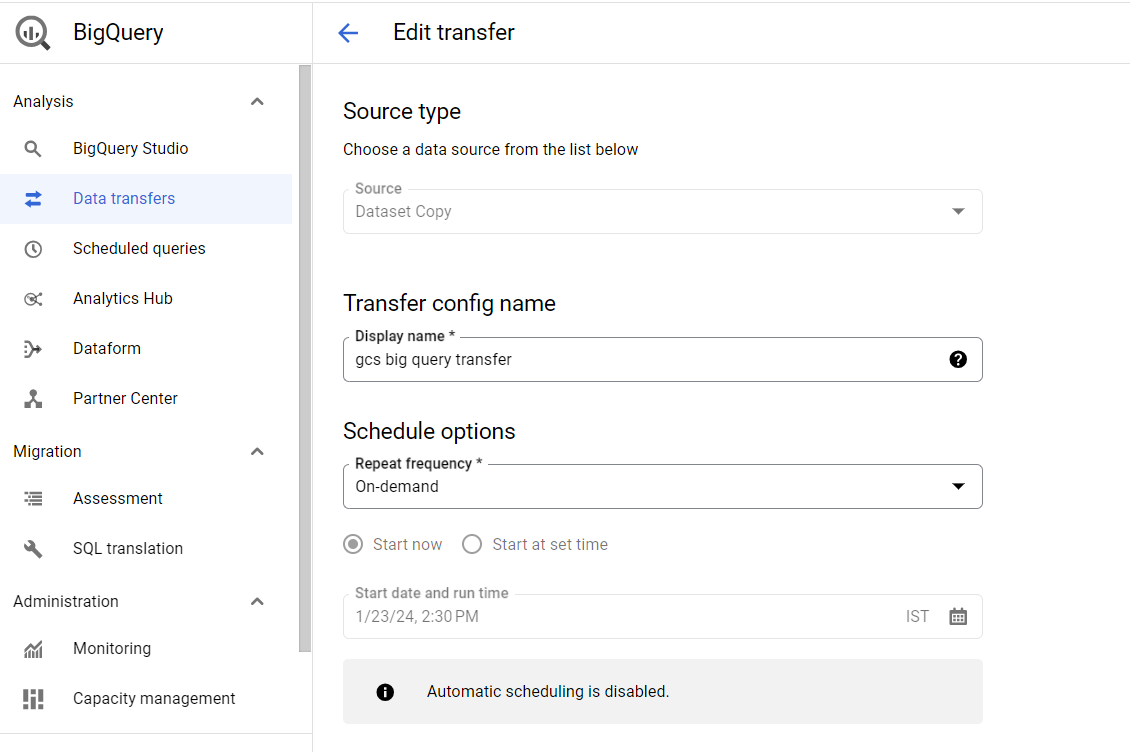 BigQuery
Edit transfer
Analysis
BigQuery Studio
Data transfers
Scheduled queries
Analytics Hub
Dataform
Partner Center
Migration
Assessment
SQL translation
Administration
Monitoring
Capacity management
Source type
Choose a data source from the list below
Source
Dataset Copy
Transfer config name
Display name *
gcs big query transfer
Schedule options
Repeat frequency *
On-demand
Start now Start at set time
Start date and run time
1/23/24, 2:30 PM IST
Automatic scheduling is disabled.